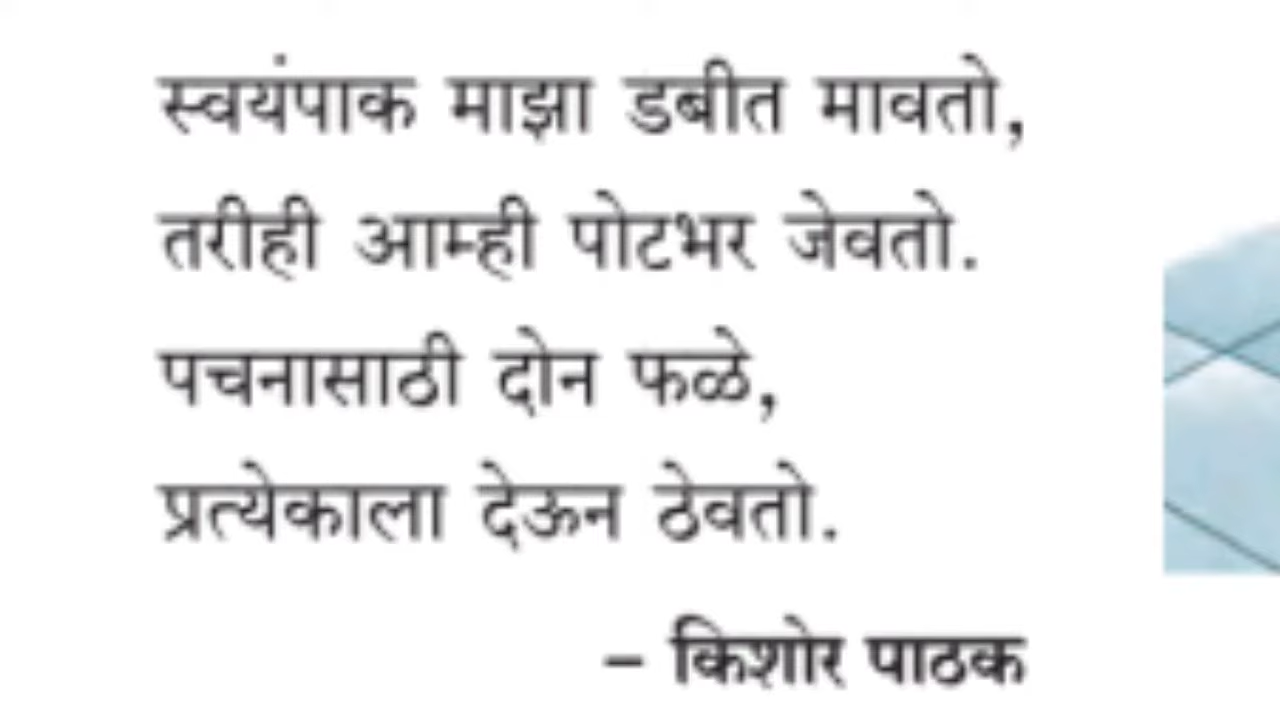 स्वयंपाक माझा डबीत मावतो,
तरीही आम्ही पोटभर जेवतो.
पचनासाठी दोन फळे,
प्रत्येकाला देऊन ठेवतो.
– किशोर पाठक